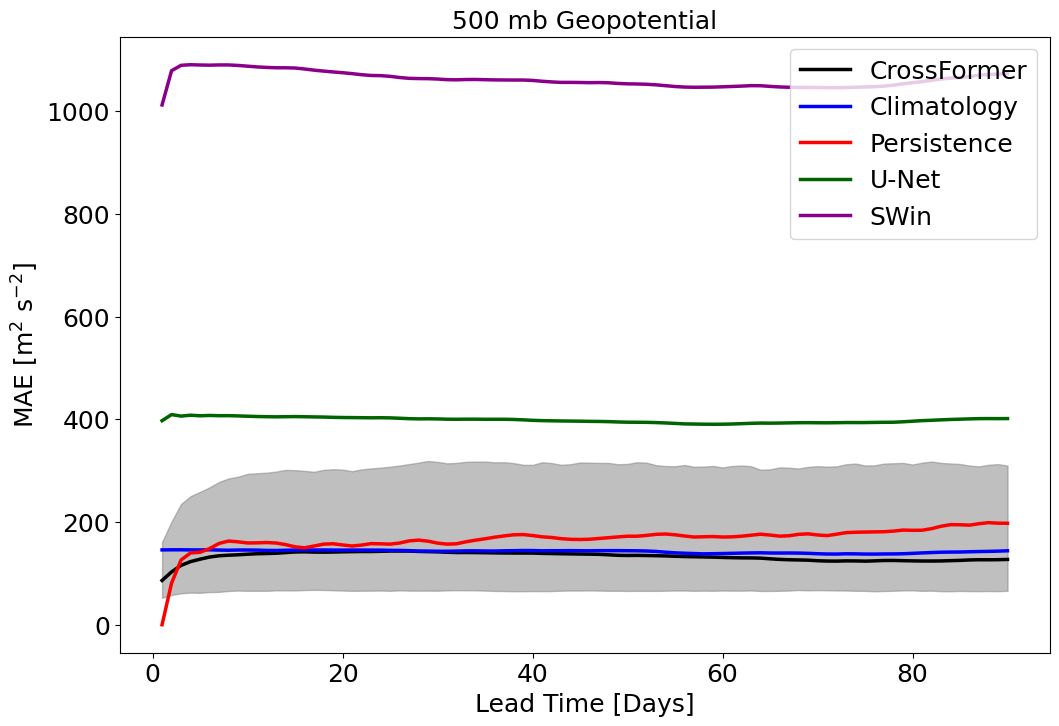 500 mb Geopotential
CrossFormer
Climatology
Persistence
U-Net
SWin
MAE [m² s⁻²]
1000
800
600
400
200
0
0 20 40 60 80
Lead Time [Days]